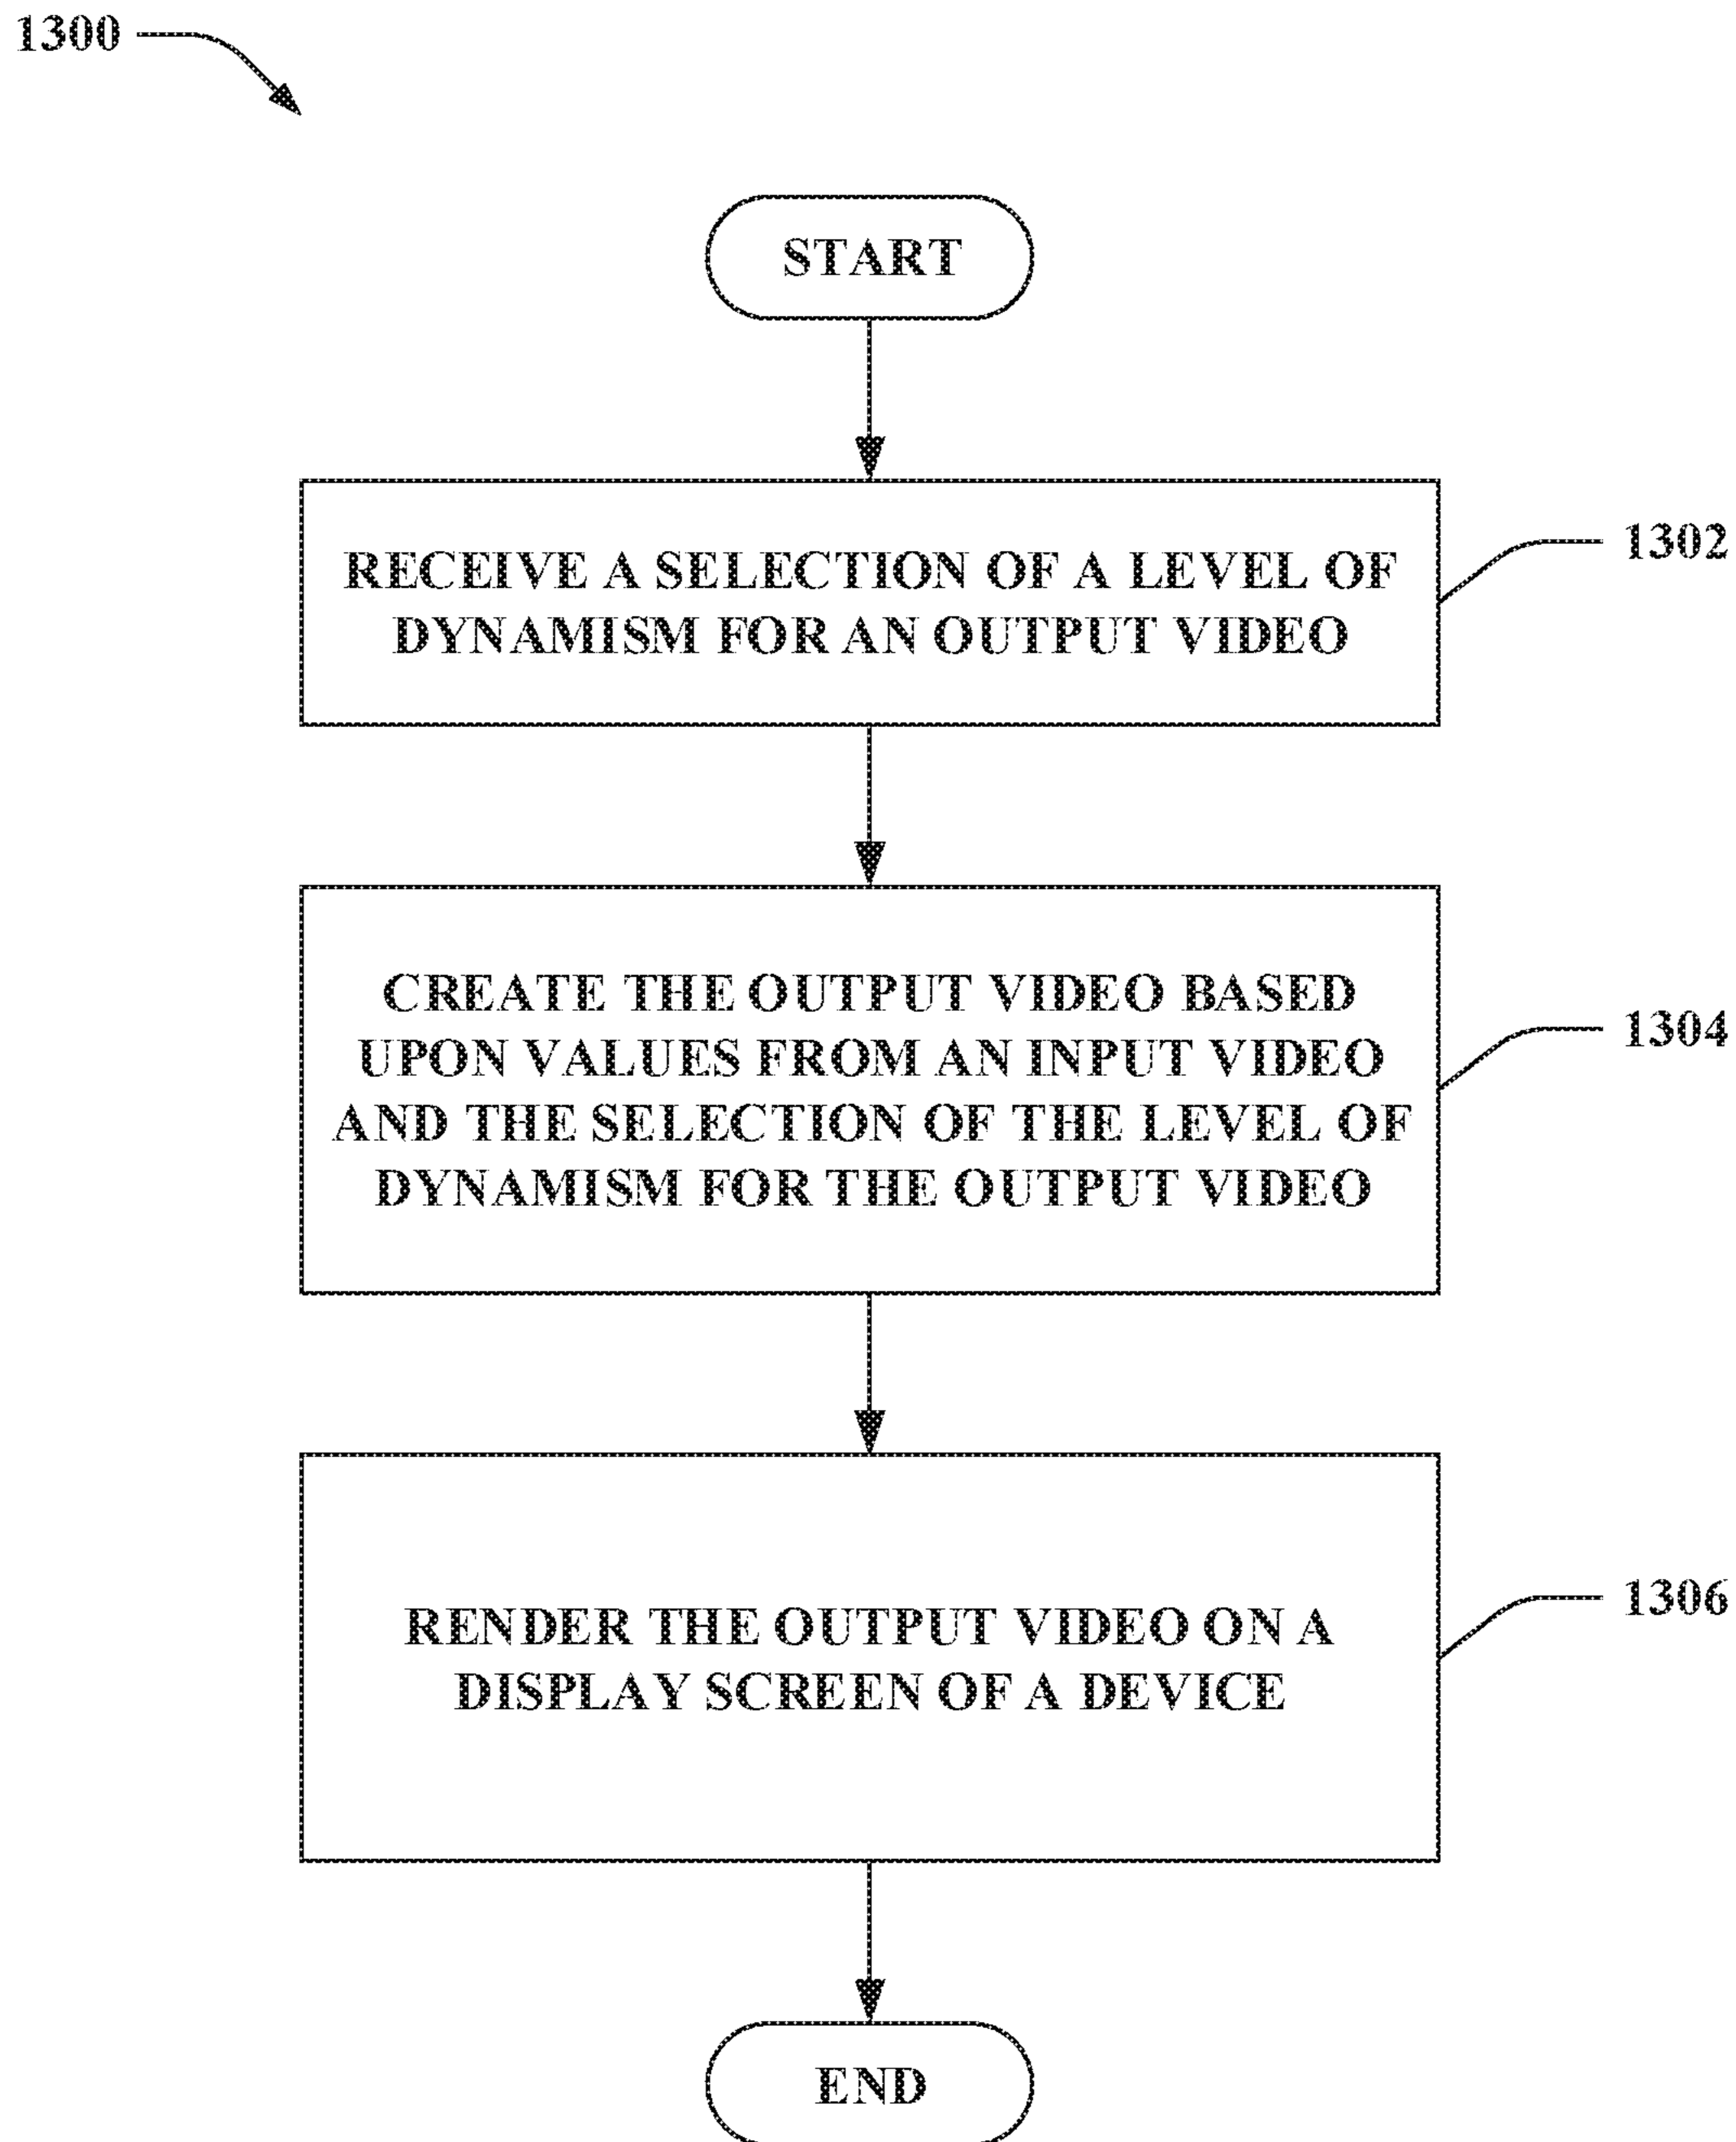 1300
START
RECEIVE A SELECTION OF A LEVEL OF
DYNAMISM FOR AN OUTPUT VIDEO
1302
CREATE THE OUTPUT VIDEO BASED
UPON VALUES FROM AN INPUT VIDEO
AND THE SELECTION OF THE LEVEL OF
DYNAMISM FOR THE OUTPUT VIDEO
1304
RENDER THE OUTPUT VIDEO ON A
DISPLAY SCREEN OF A DEVICE
1306
END